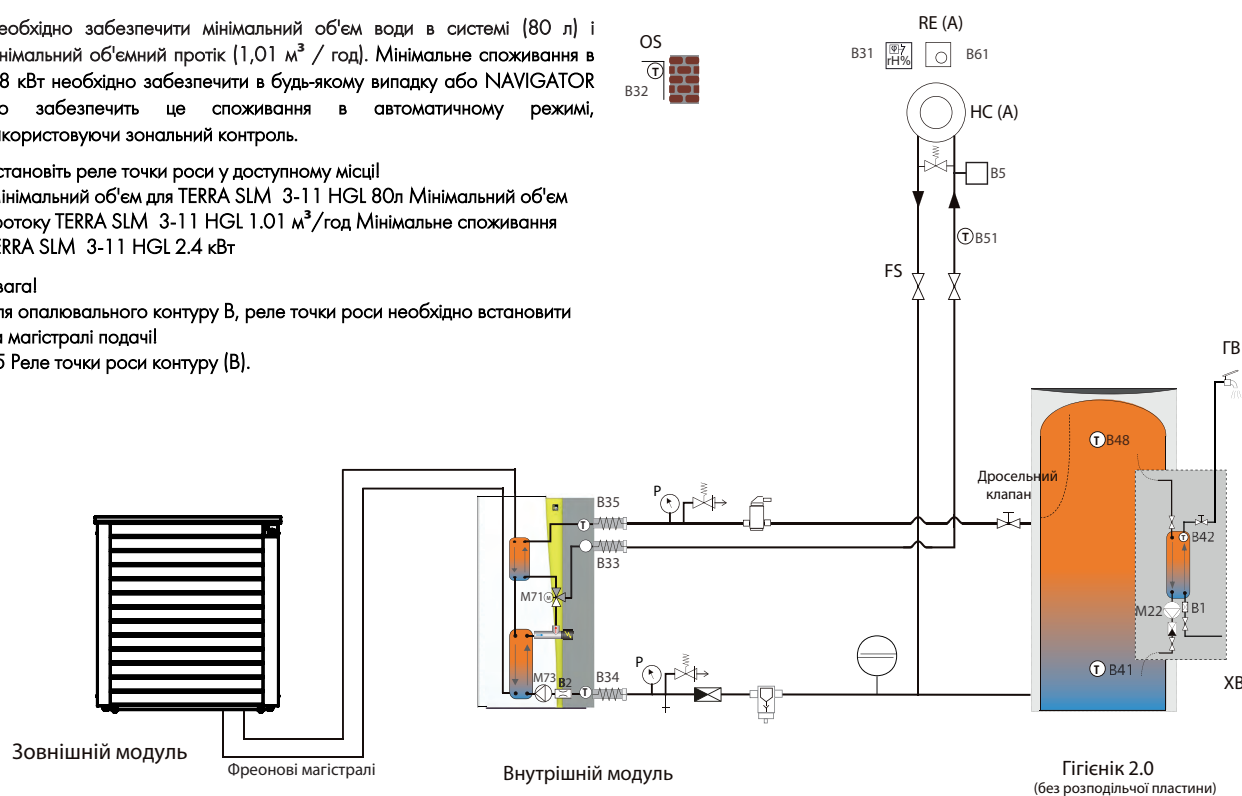 еобхідно забезпечити мінімальний об'єм води в системі (80 л) і
німальний об'ємний протік (1,01 м³ / год). Мінімальне споживання в
8 кВт необхідно забезпечити в будь-якому випадку або NAVIGATOR
о забезпечить це споживання в автоматичному режимі,
користовуючи зональний контроль.
становіть реле точки роси у доступному місці!
німальний об'єм для TERRA SLM 3-11 HGL 80л Мінімальний об'єм
отоку TERRA SLM 3-11 HGL 1.01 м³/год Мінімальне споживання
ERRA SLM 3-11 HGL 2.4 кВт
вага!
ля опалювального контуру В, реле точки роси необхідно встановити
а магістралі подачі!
5 Реле точки роси контуру (В).
OS
T
B32
RE (A)
B31
rH%
B61
HC (A)
B5
T
B51
FS
ГВ
T
B48
Дросельний
клапан
P
B35
T
B33
B42
T
M71
M
M22
B1
P
M73
B2
T
B34
T
B41
ХВ
Зовнішній модуль
Фреонові магістралі
Внутрішній модуль
Гігієнік 2.0
(без розподільчої пластини)